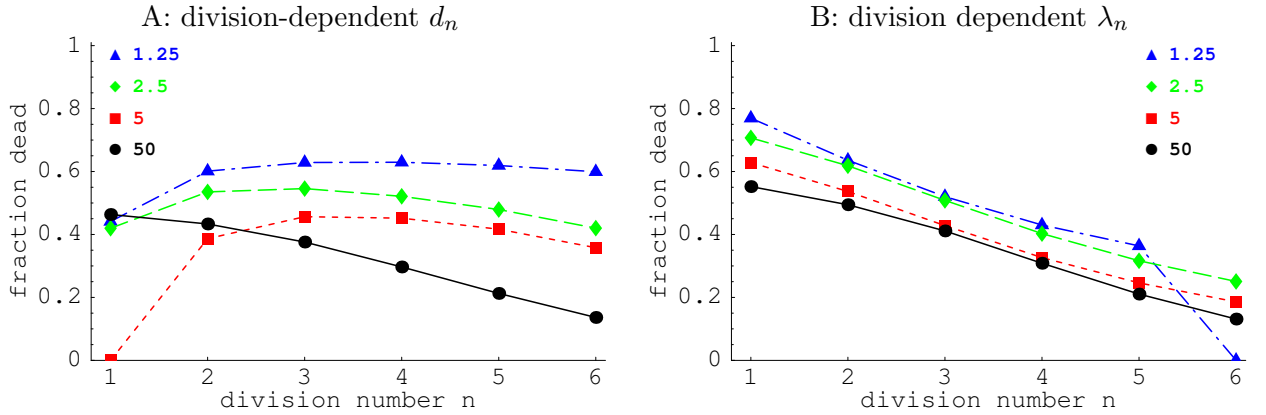 A: division-dependent dₙ
1
0.8
0.6
0.4
0.2
0
fraction dead
1.25
2.5
5
50
1 2 3 4 5 6
division number n
B: division dependent λₙ
1
0.8
0.6
0.4
0.2
0
fraction dead
1.25
2.5
5
50
1 2 3 4 5 6
division number n